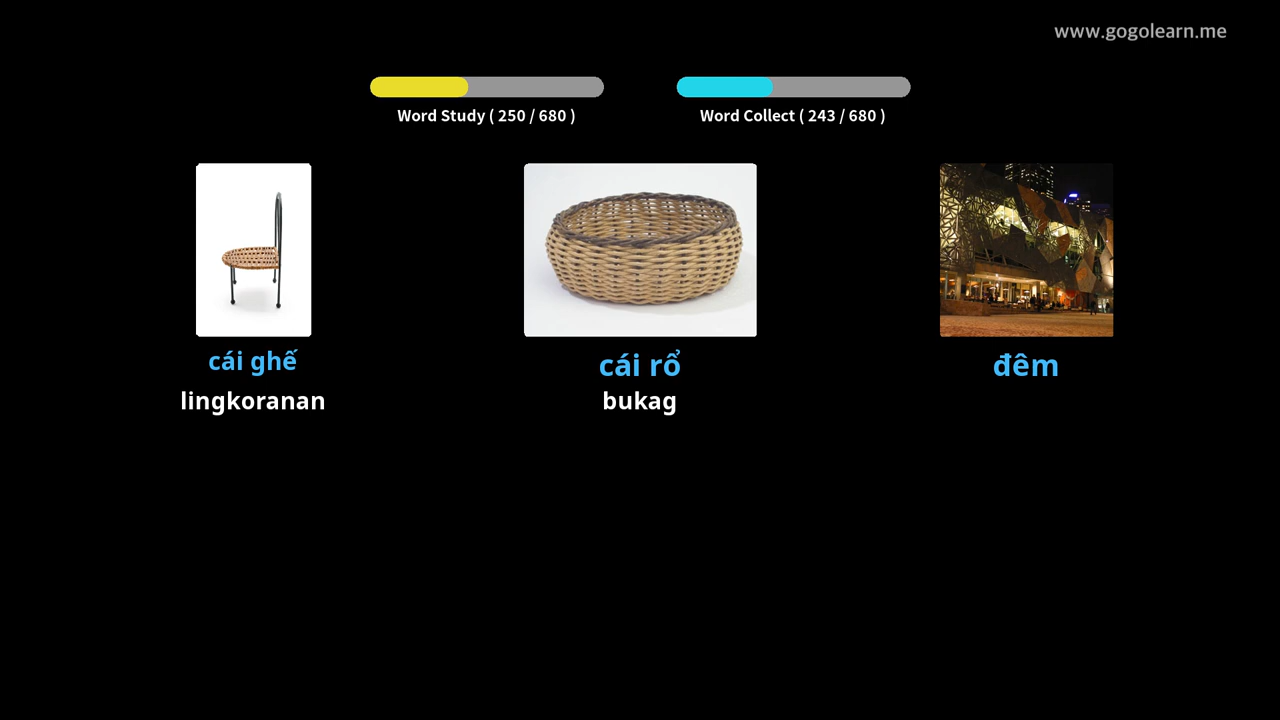 www.gogolearn.me
Word Study ( 250 / 680 )
Word Collect ( 243 / 680 )
cái ghế
lingkoranan
cái rổ
bukag
đêm